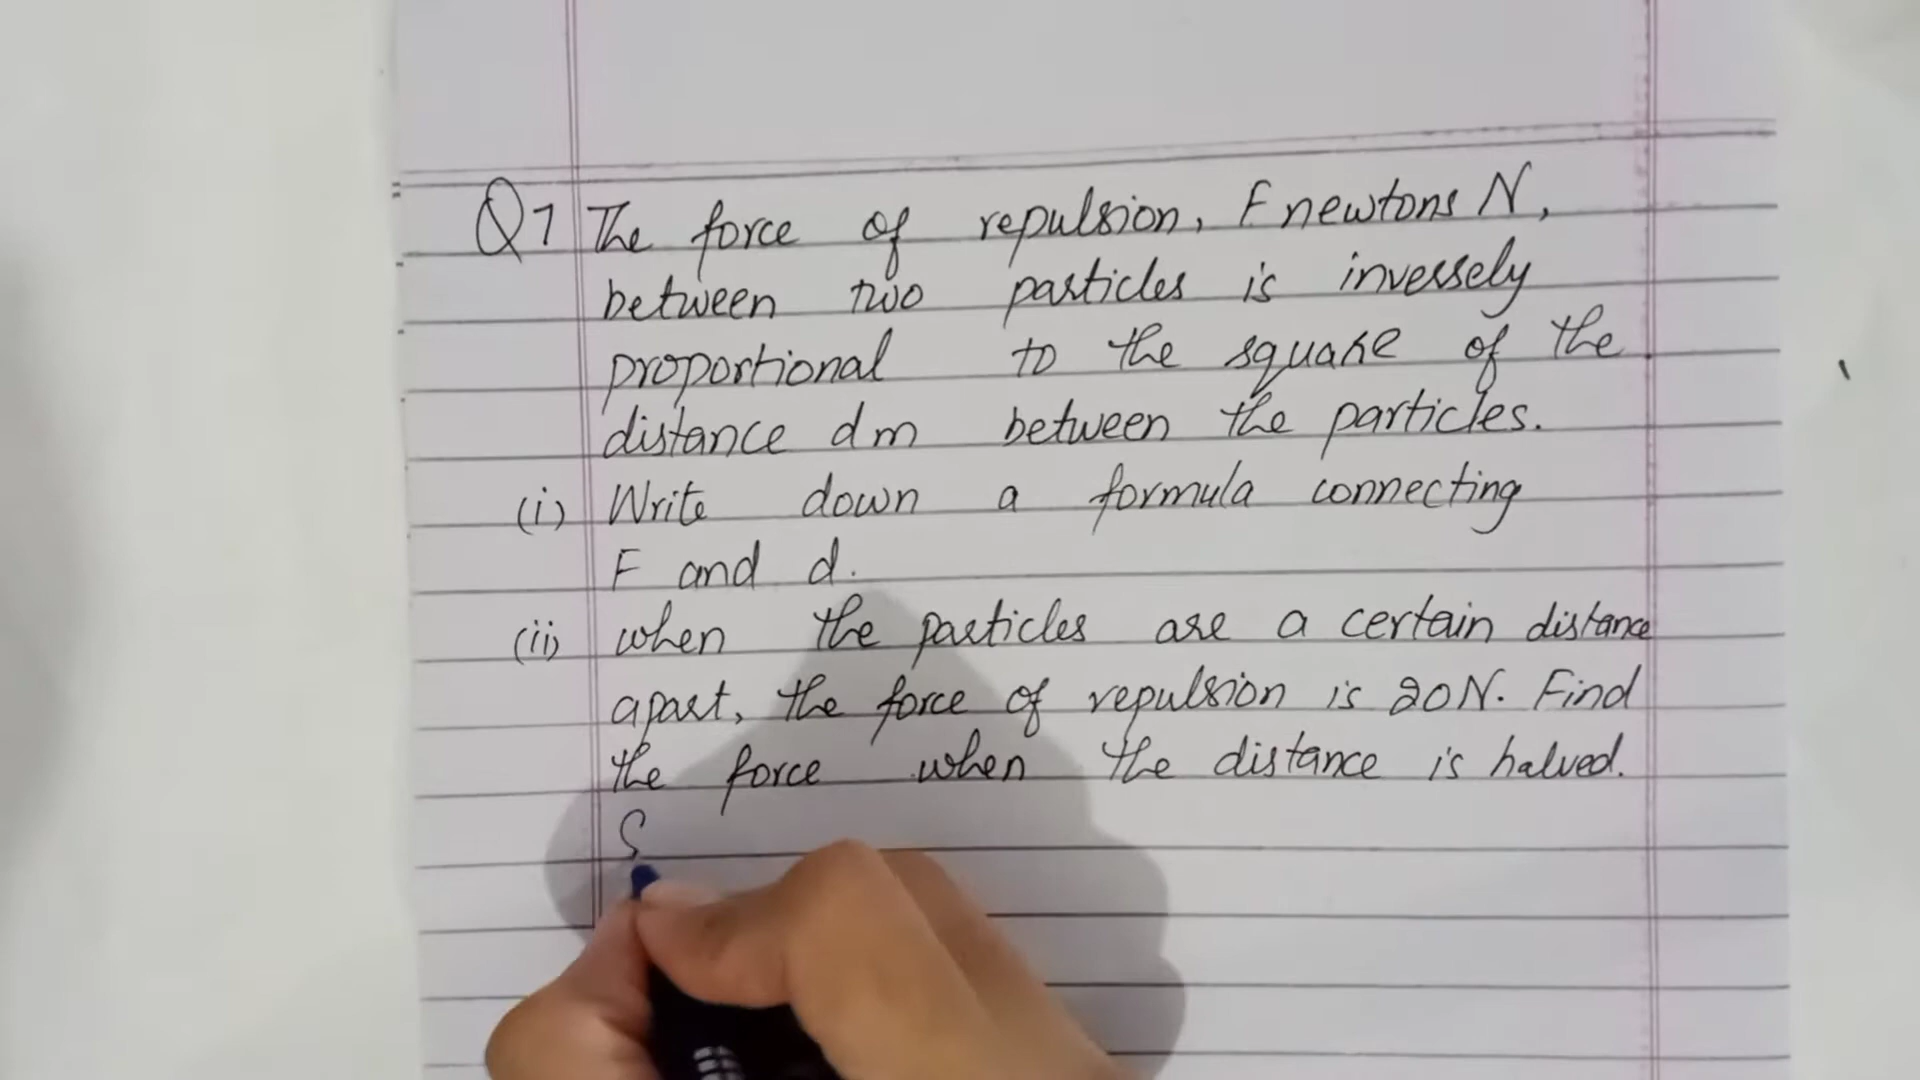 Q1 The force of repulsion, F newtons N,
between two particles is inversely
proportional to the square of the
distance dm between the particles.
(i) Write down a formula connecting
F and d.
(ii) when the particles are a certain distance
apart, the force of repulsion is 20N. Find
the force when the distance is halved.
S